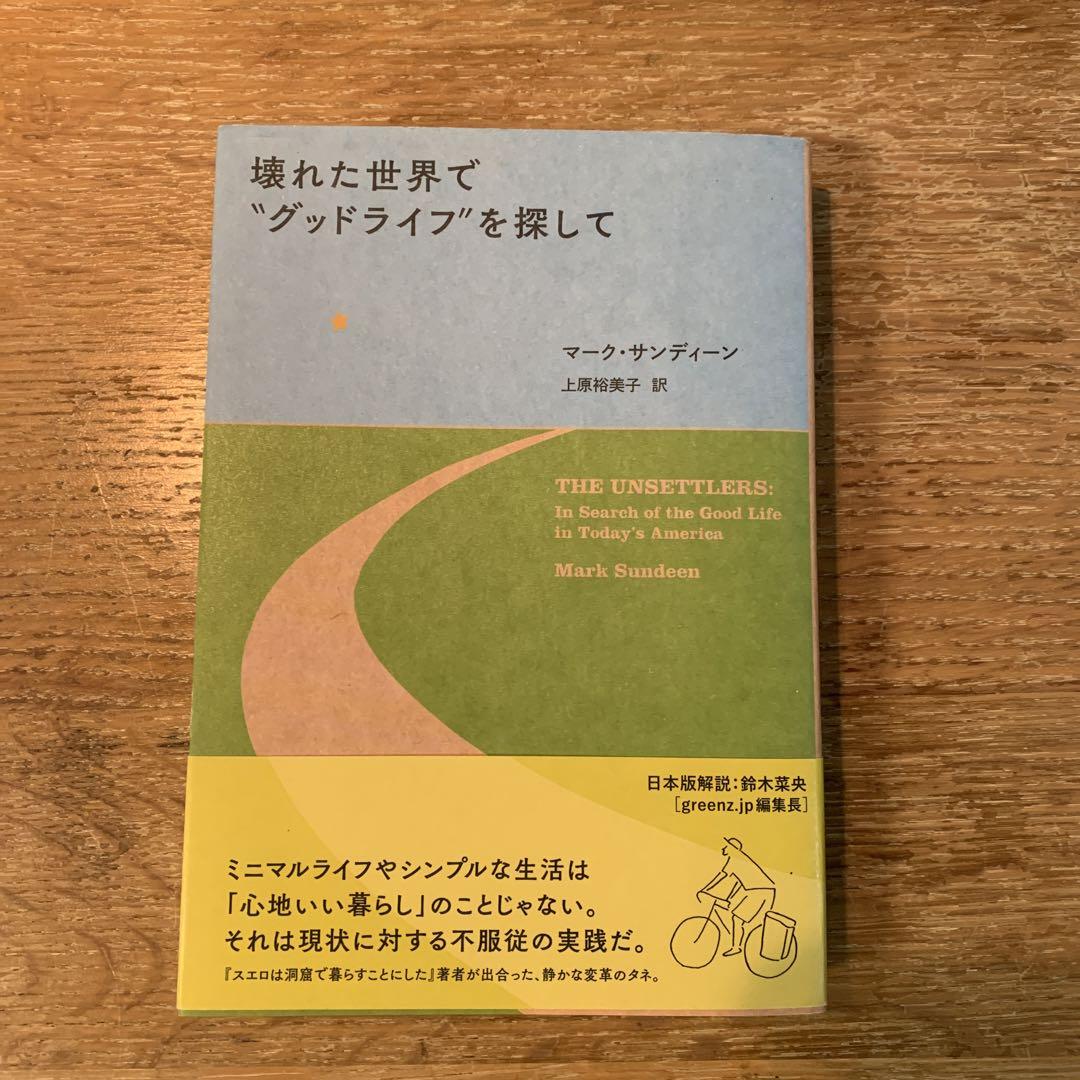 壊れた世界で
“グッドライフ”を探して
マーク・サンディーン
上原裕美子 訳
THE UNSETTLERS:
In Search of the Good Life
in Today's America
Mark Sundeen
日本版解説：鈴木菜央
[greenz.jp編集長]
ミニマルライフやシンプルな生活は
「心地いい暮らし」のことじゃない。
それは現状に対する不服従の実践だ。
『スエロは洞窟で暮らすことにした』著者が出合った、静かな変革のタネ。